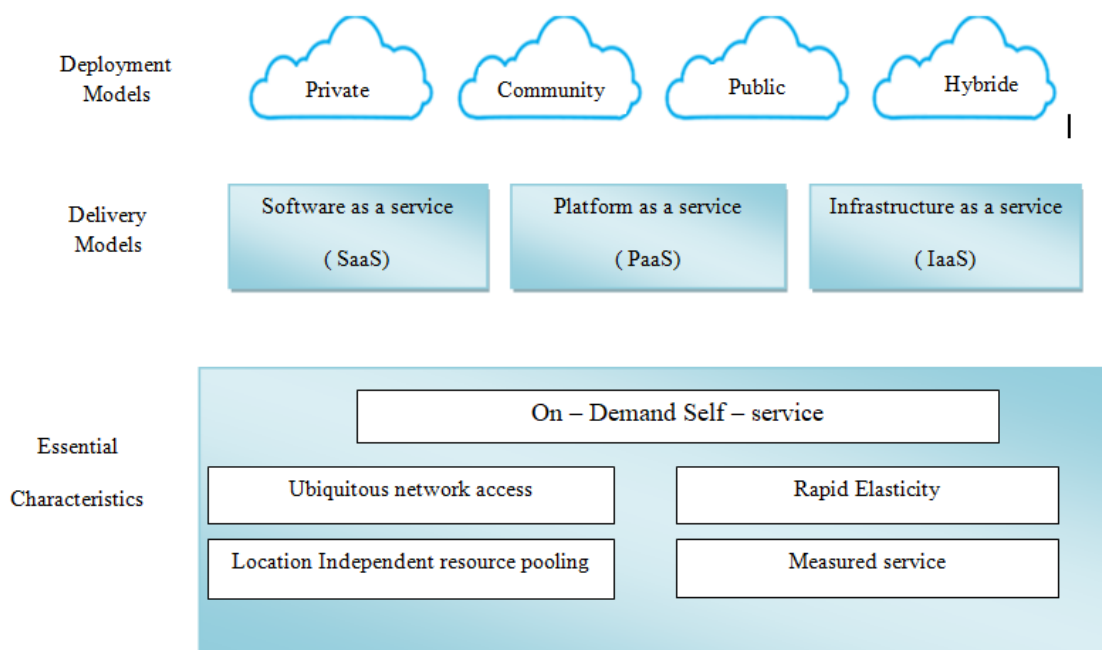 Deployment
Models
Private
Community
Public
Hybride
Delivery
Models
Software as a service
( SaaS)
Platform as a service
( PaaS)
Infrastructure as a service
( IaaS)
Essential
Characteristics
On – Demand Self – service
Ubiquitous network access
Rapid Elasticity
Location Independent resource pooling
Measured service